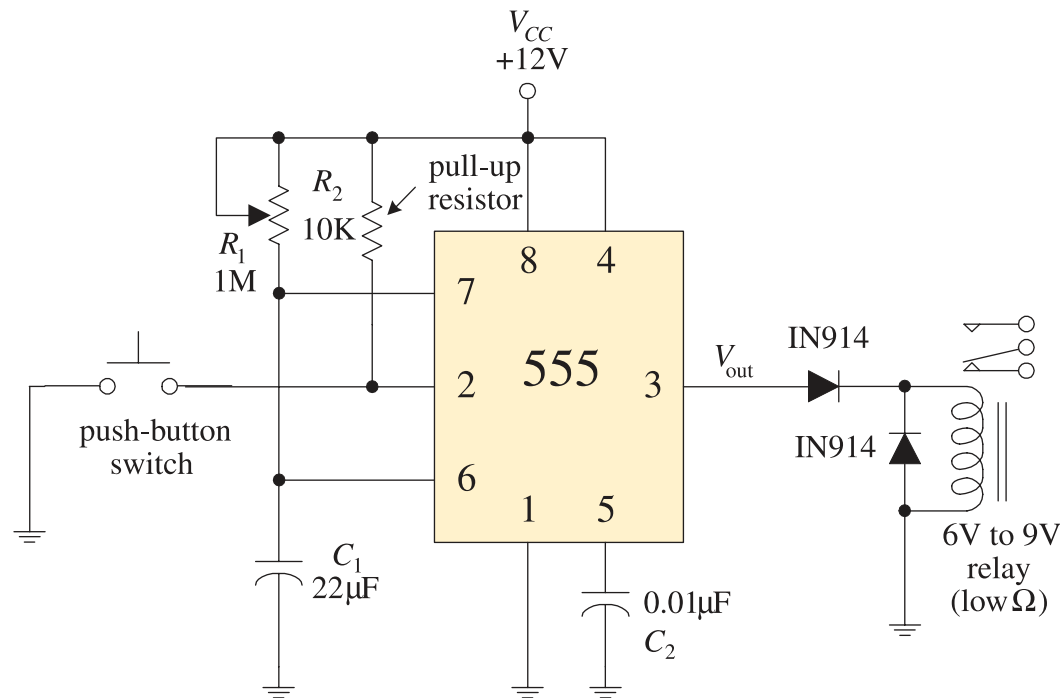 V_CC
+12V
R_2
10K
pull-up
resistor
R_1
1M
8
4
7
2
555
3
6
1
5
V_out
IN914
IN914
push-button
switch
C_1
22μF
0.01μF
C_2
6V to 9V
relay
(low Ω)